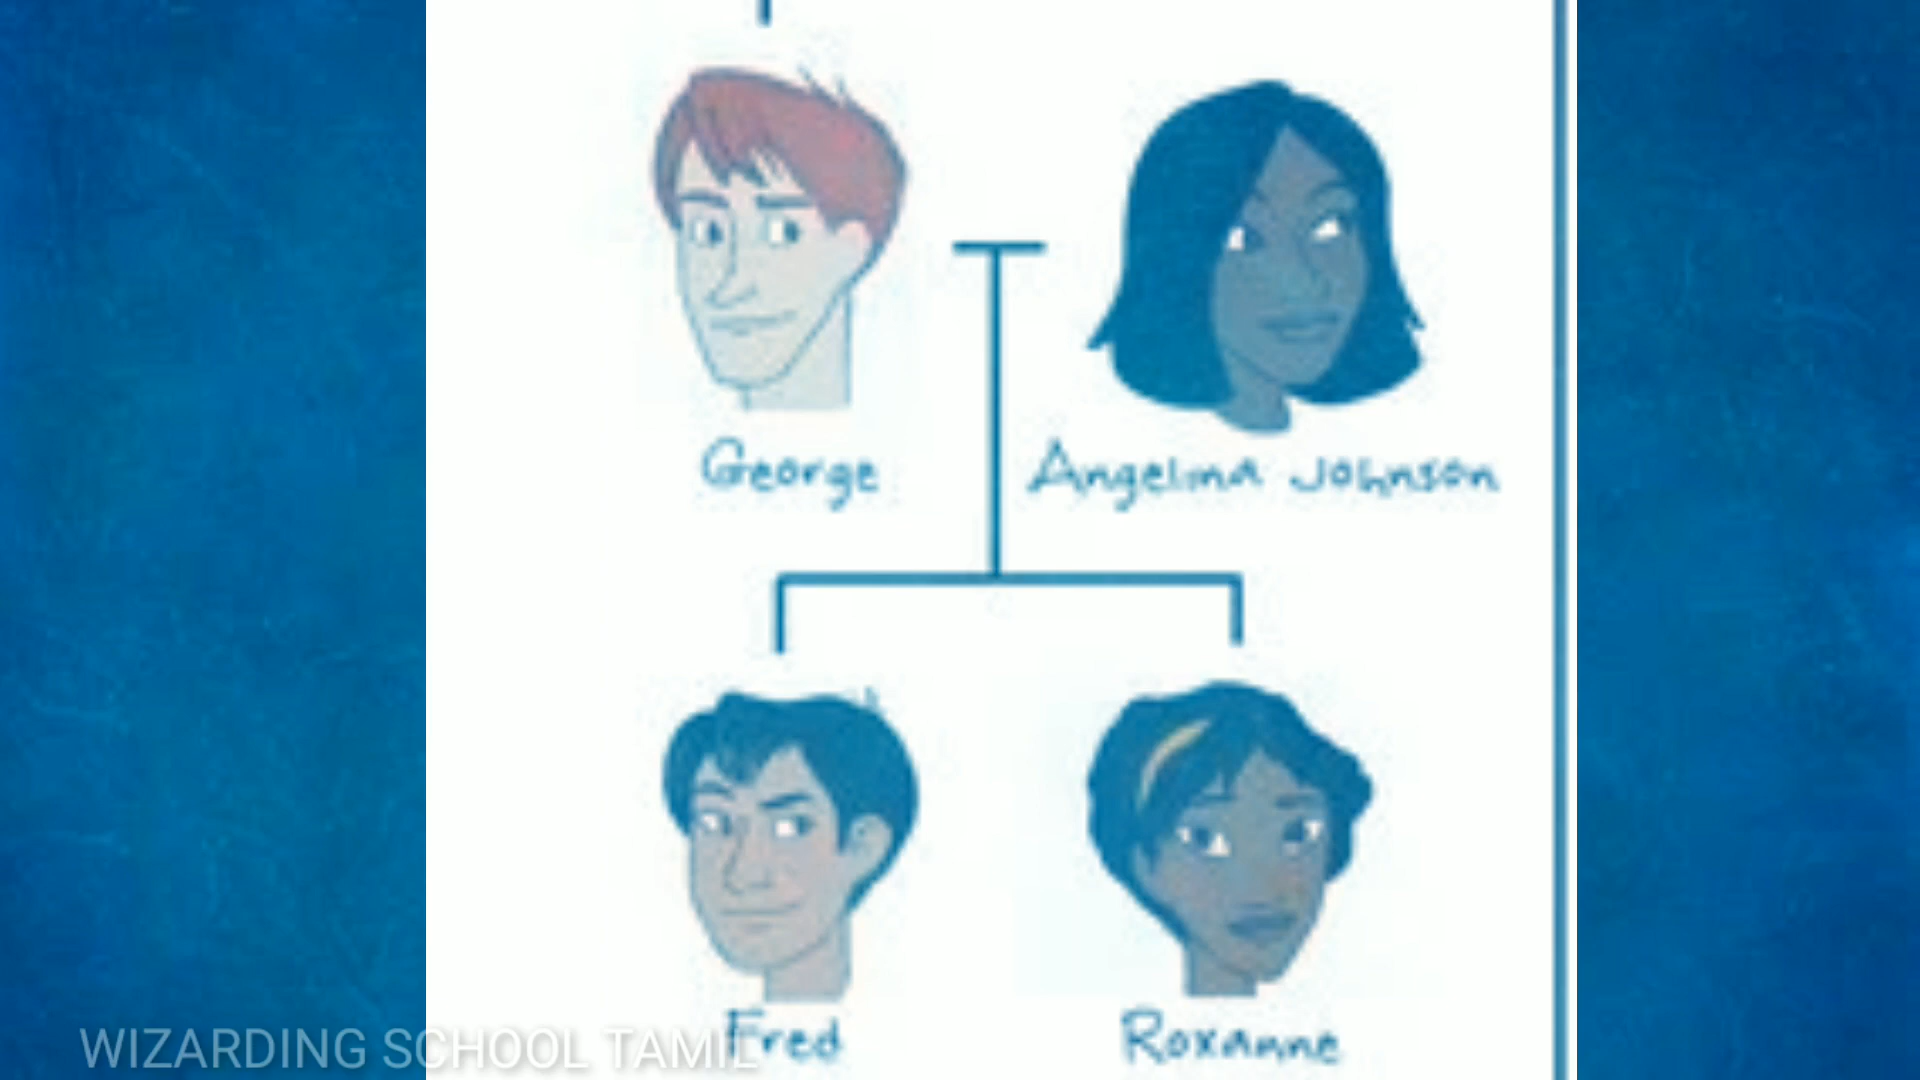 George
Angelina Johnson
Fred
Roxanne
WIZARDING SCHOOL TAMIL